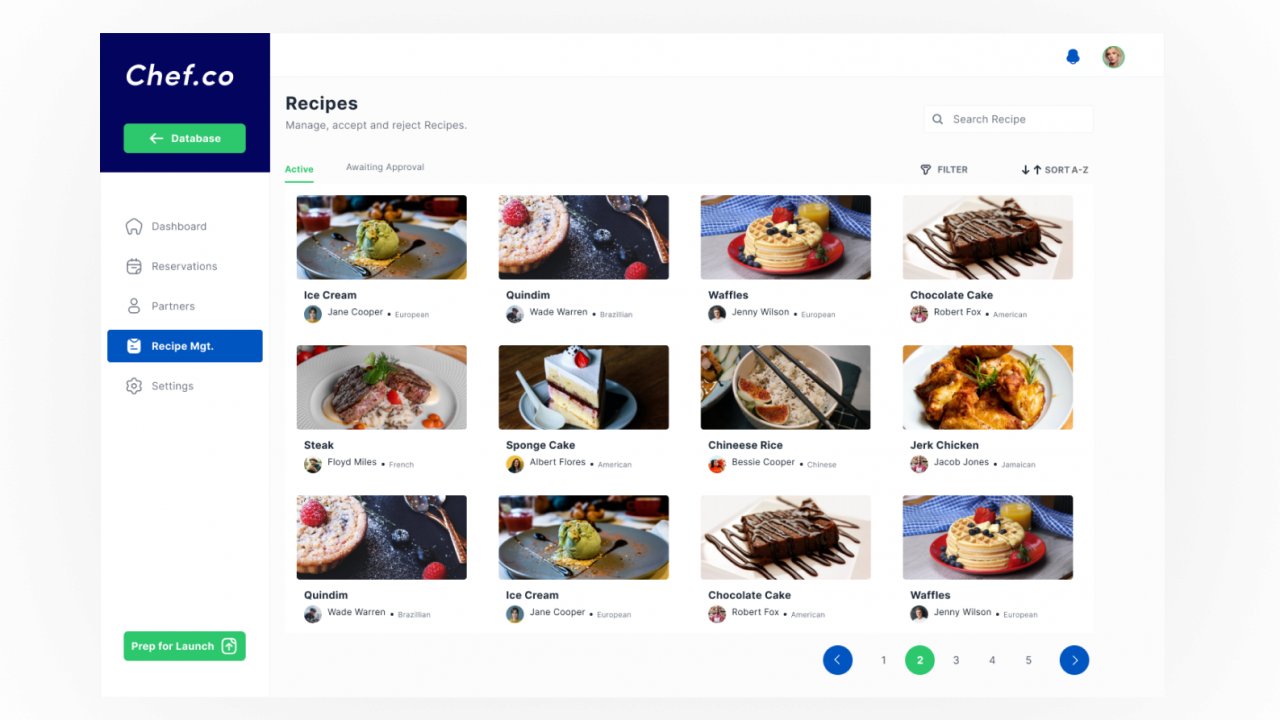 Chef.co
Database
Dashboard
Reservations
Partners
Recipe Mgt.
Settings
Prep for Launch
Recipes
Manage, accept and reject Recipes.
Search Recipe
Active
Awaiting Approval
FILTER
SORT A-Z
Ice Cream
Jane Cooper • European
Quindim
Wade Warren • Brazillian
Waffles
Jenny Wilson • European
Chocolate Cake
Robert Fox • American
Steak
Floyd Miles • French
Sponge Cake
Albert Flores • American
Chineese Rice
Bessie Cooper • Chinese
Jerk Chicken
Jacob Jones • Jamaican
Quindim
Wade Warren • Brazillian
Ice Cream
Jane Cooper • European
Chocolate Cake
Robert Fox • American
Waffles
Jenny Wilson • European
1 2 3 4 5